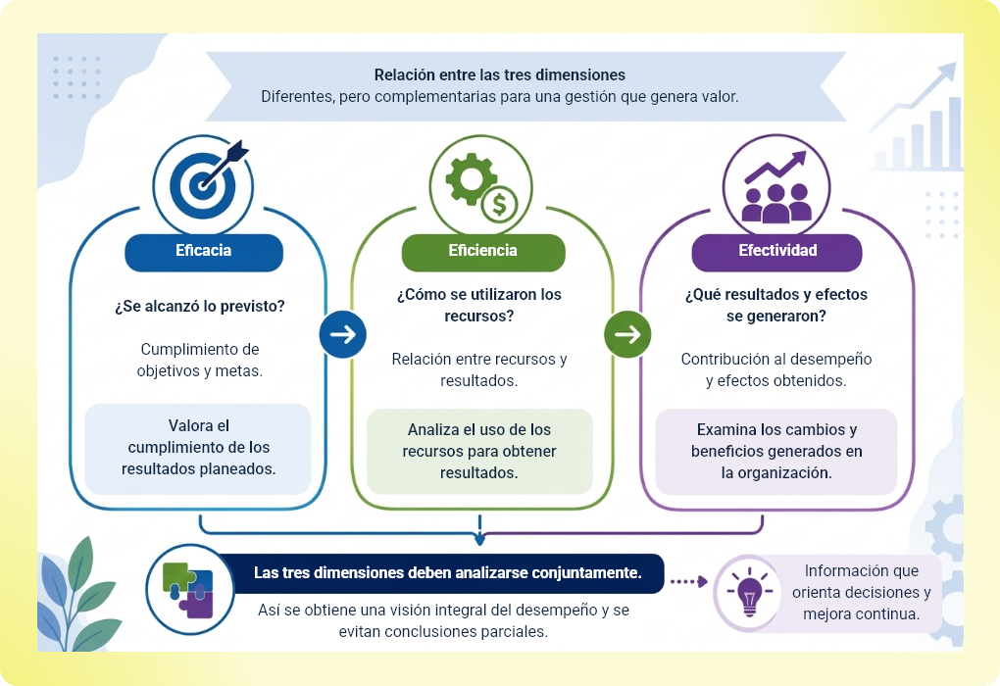 Relación entre las tres dimensiones
Diferentes, pero complementarias para una gestión que genera valor.
$
Eficacia
¿Se alcanzó lo previsto?
Cumplimiento de
objetivos y metas.
Valora el
cumplimiento de los
resultados planeados.
Eficiencia
¿Cómo se utilizaron los
recursos?
Relación entre recursos y
resultados.
Analiza el uso de los
recursos para obtener
resultados.
Efectividad
¿Qué resultados y efectos
se generaron?
Contribución al desempeño
y efectos obtenidos.
Examina los cambios y
beneficios generados en
la organización.
Las tres dimensiones deben analizarse conjuntamente.
Así se obtiene una visión integral del desempeño y se
evitan conclusiones parciales.
Información que
orienta decisiones y
mejora continua.